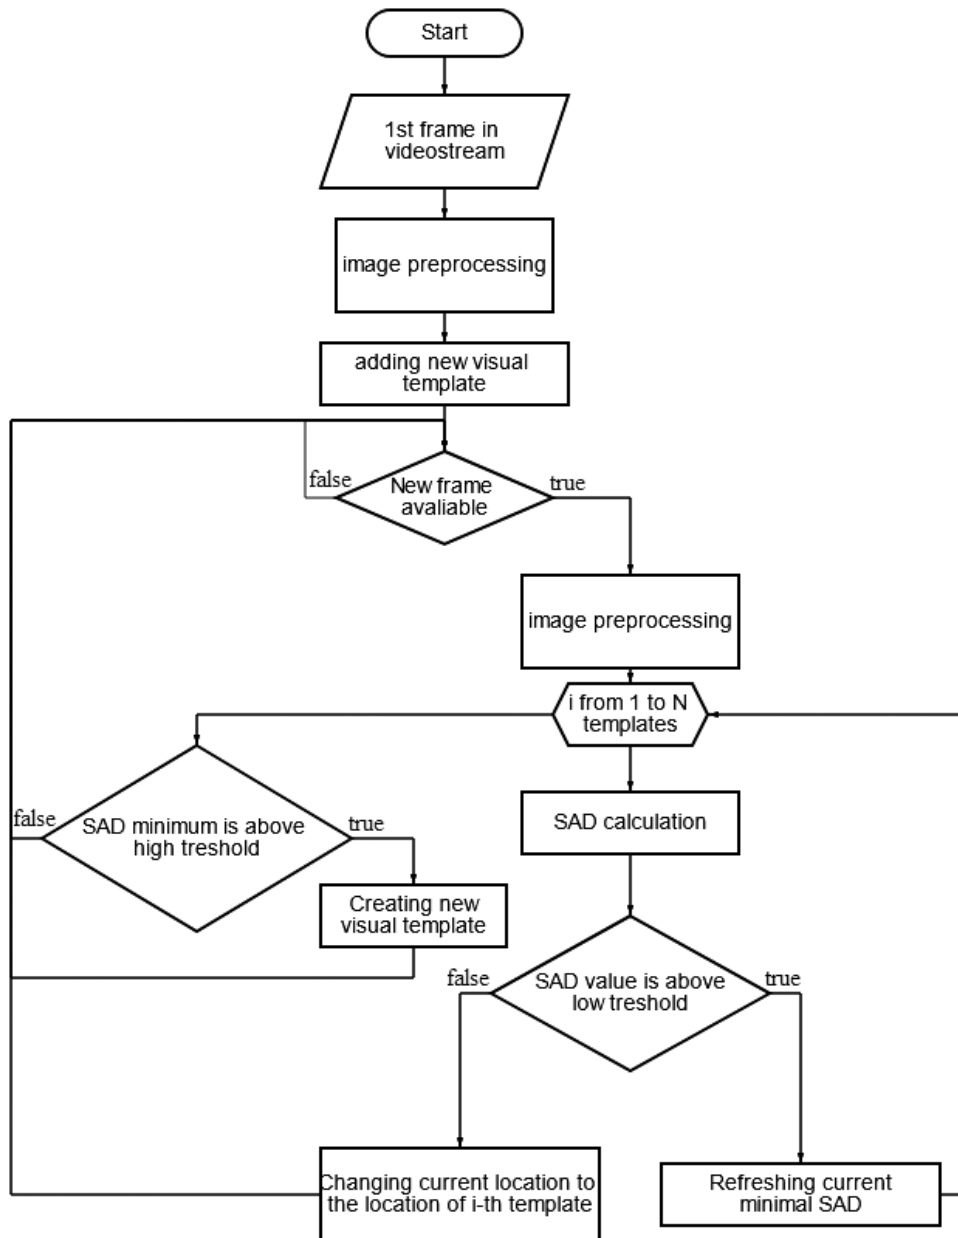 Start
1st frame in
videostream
image preprocessing
adding new visual
template
false
New frame
avaliable
true
image preprocessing
i from 1 to N
templates
false
SAD minimum is above
high treshold
true
SAD calculation
Creating new
visual template
false
SAD value is above
low treshold
true
Changing current location to
the location of i-th template
Refreshing current
minimal SAD